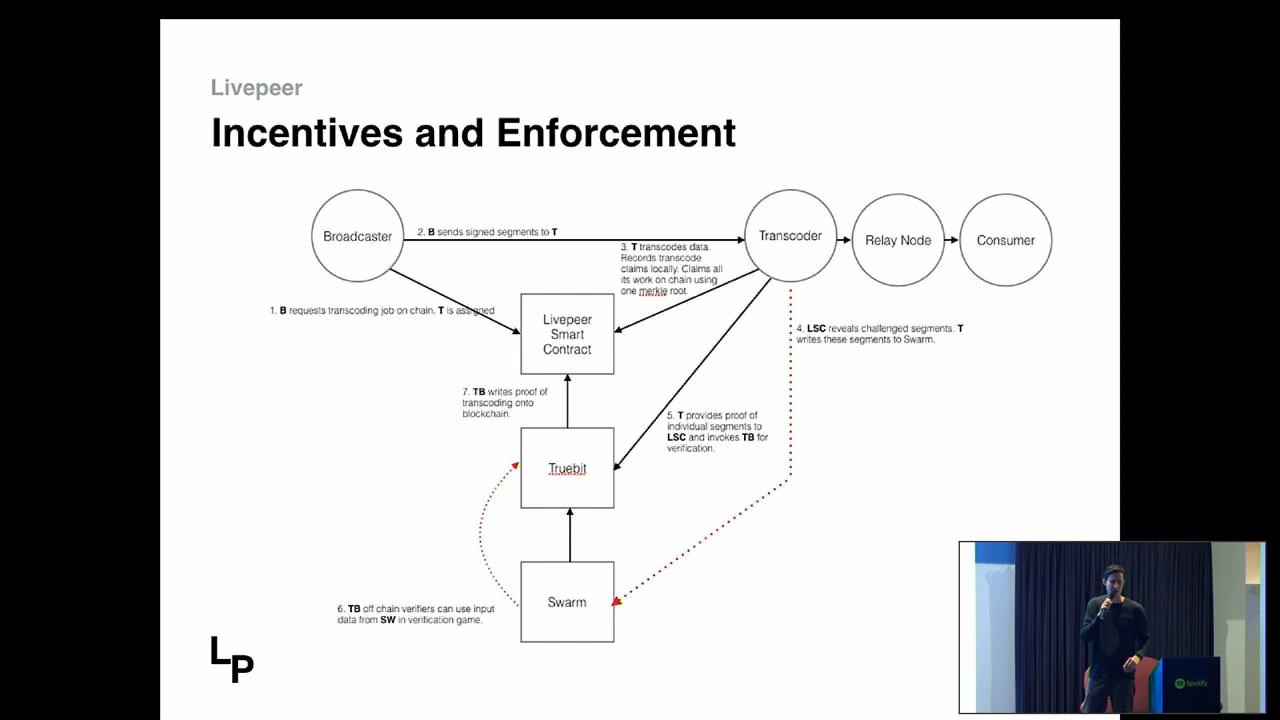 Livepeer
Incentives and Enforcement
Broadcaster
2. B sends signed segments to T
Transcoder
Relay Node
Consumer
3. T transcodes data.
Records transcode
claims locally. Claims all
its work on chain using
one merkle root.
1. B requests transcoding job on chain. T is assigned
Livepeer
Smart
Contract
4. LSC reveals challenged segments. T
writes these segments to Swarm.
7. TB writes proof of
transcoding onto
blockchain.
5. T provides proof of
individual segments to
LSC and invokes TB for
verification.
Truebit
Swarm
6. TB off chain verifiers can use input
data from SW in verification game.
LP
Spotify